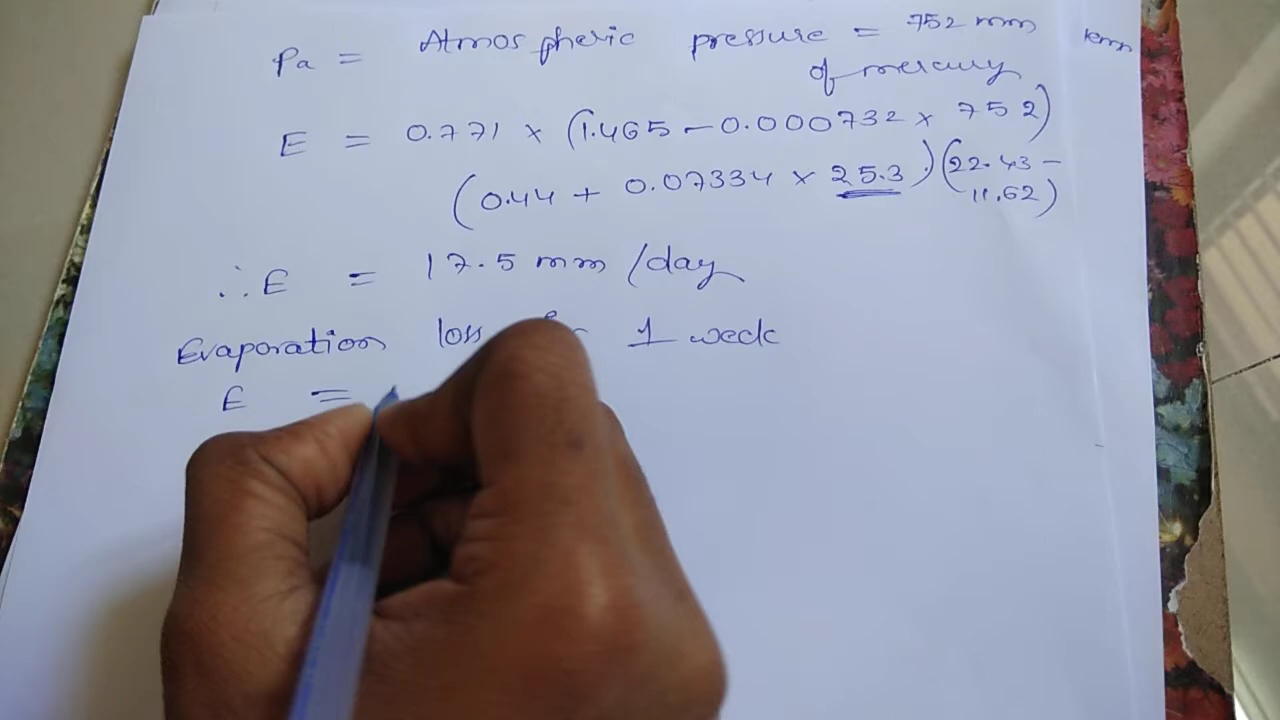 Pa = Atmospheric pressure = 752 mm
of mercury
E = 0.771 × (1.465 - 0.000732 × 752)
(0.44 + 0.07334 × 25.3).(22.43 -
11.62)
∴ E = 17.5 mm/day
Evaporation loss 1 week
E =